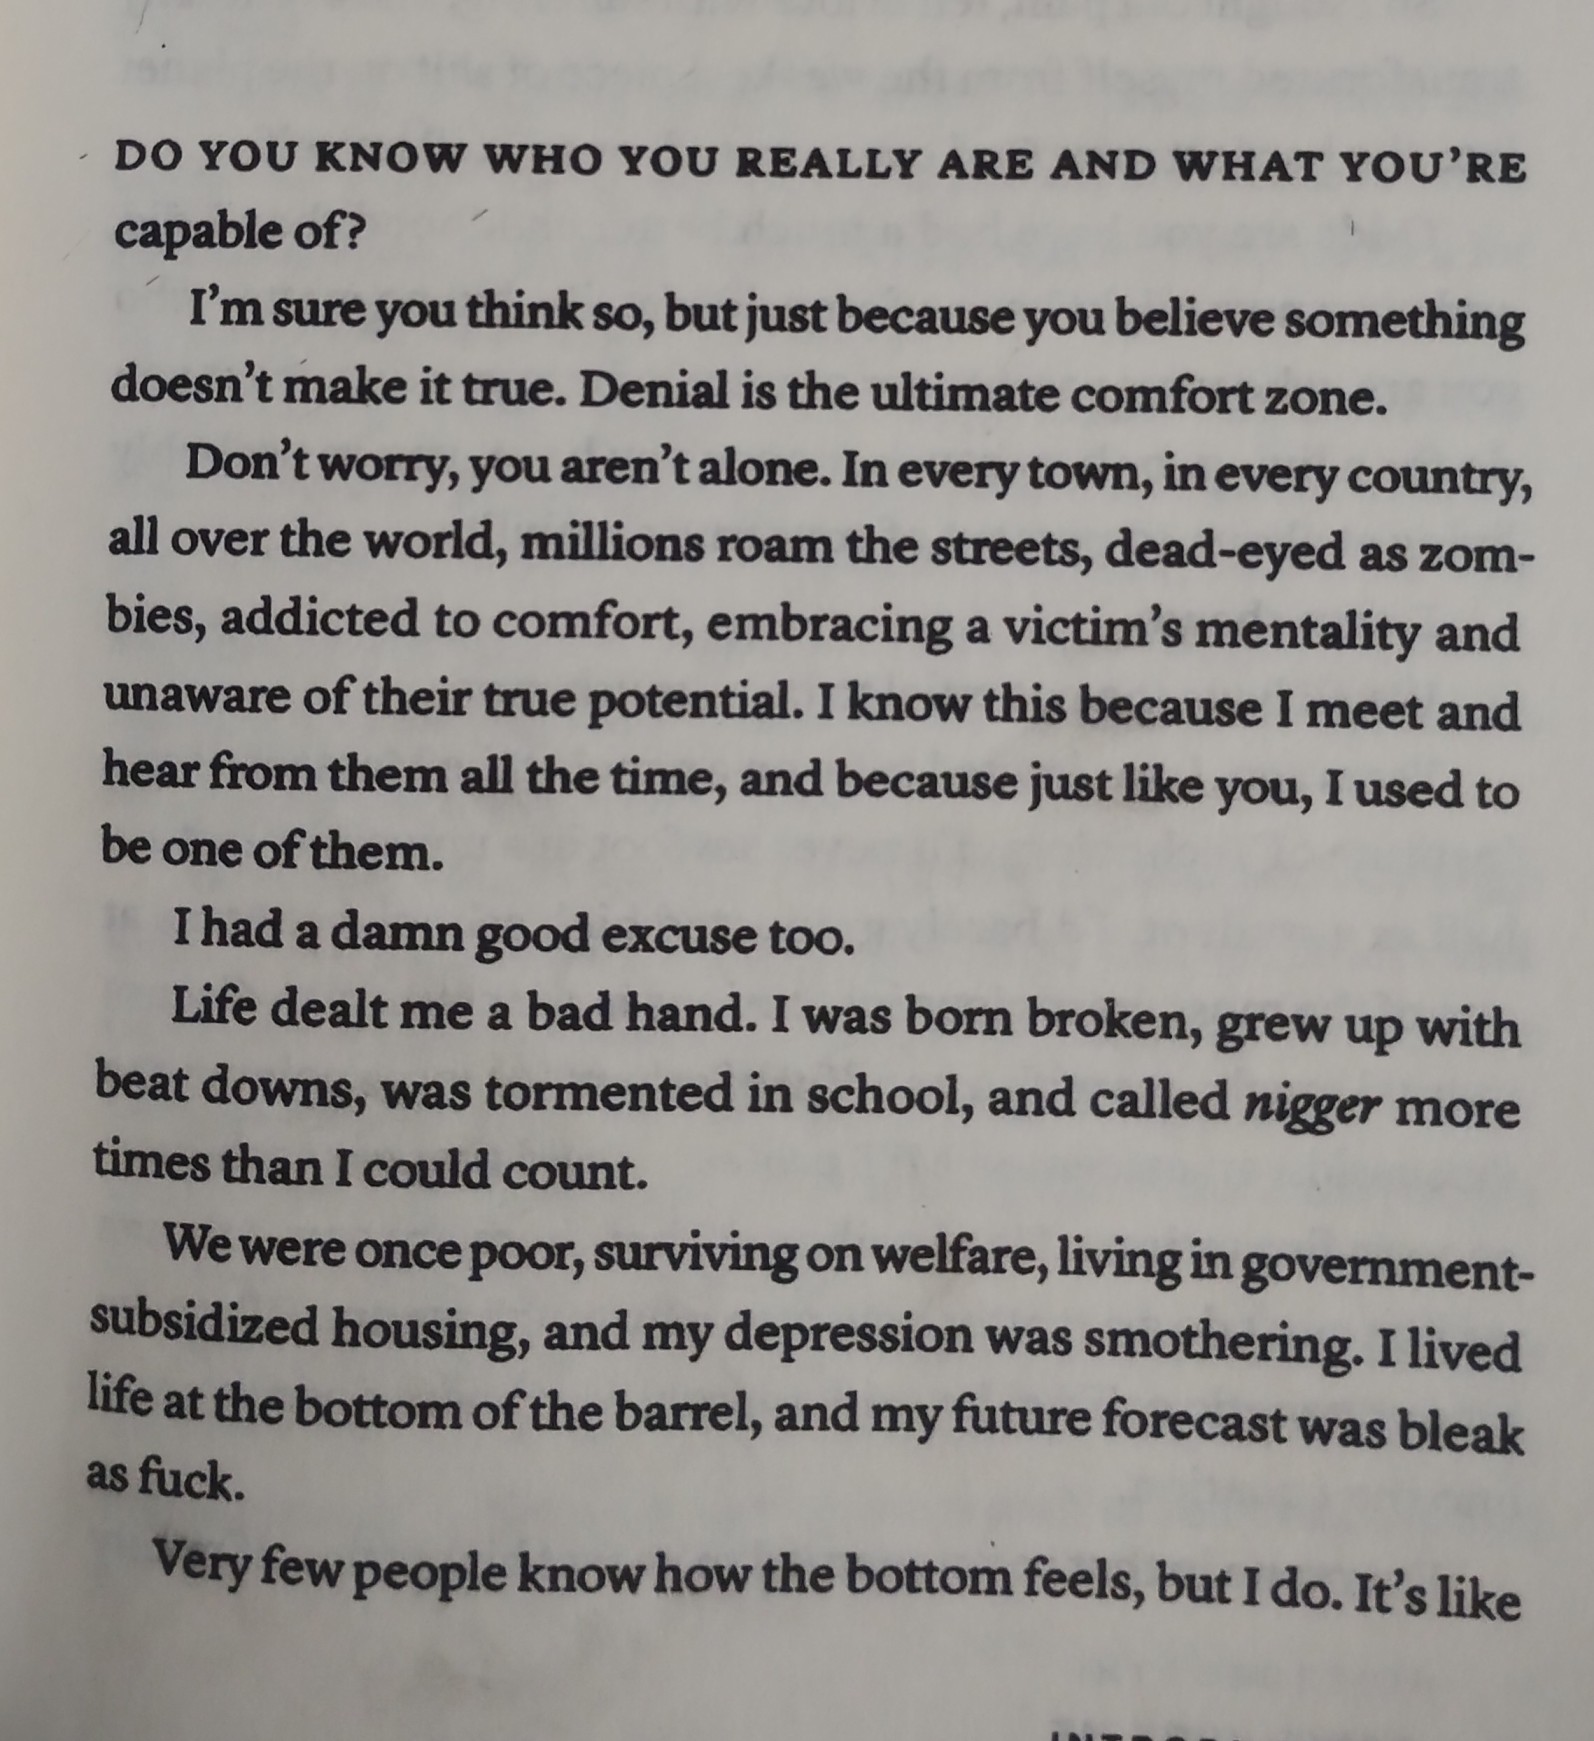 DO YOU KNOW WHO YOU REALLY ARE AND WHAT YOU'RE
capable of?
I'm sure you think so, but just because you believe something
doesn't make it true. Denial is the ultimate comfort zone.
Don't worry, you aren't alone. In every town, in every country,
all over the world, millions roam the streets, dead-eyed as zom-
bies, addicted to comfort, embracing a victim's mentality and
unaware of their true potential. I know this because I meet and
hear from them all the time, and because just like you, I used to
be one of them.
I had a damn good excuse too.
Life dealt me a bad hand. I was born broken, grew up with
beat downs, was tormented in school, and called nigger more
times than I could count.
We were once poor, surviving on welfare, living in government-
subsidized housing, and my depression was smothering. I lived
life at the bottom of the barrel, and my future forecast was bleak
as fuck.
Very few people know how the bottom feels, but I do. It's like